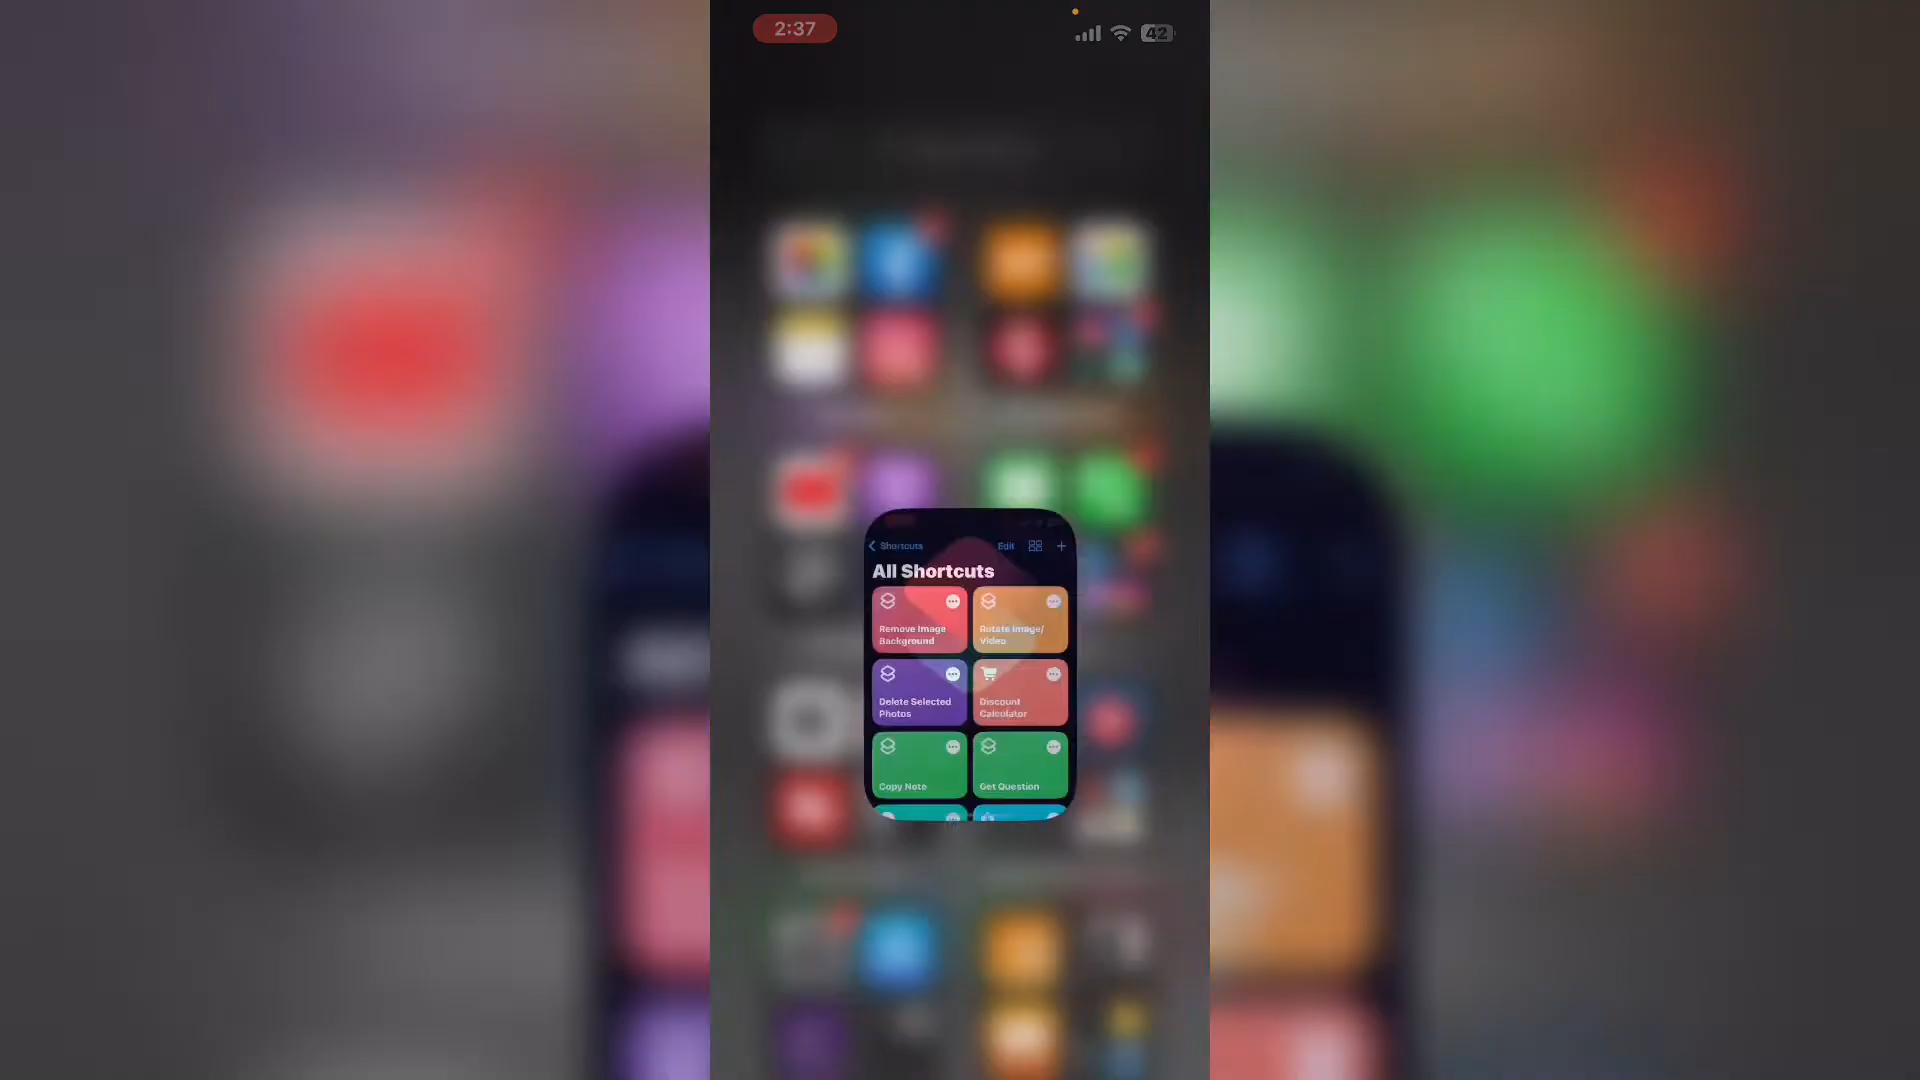 2:37
42
Shortcuts
Edit
All Shortcuts
Remove Image
Background
Rotate Image/
Video
Delete Selected
Photos
Discount
Calculator
Copy Note
Get Question